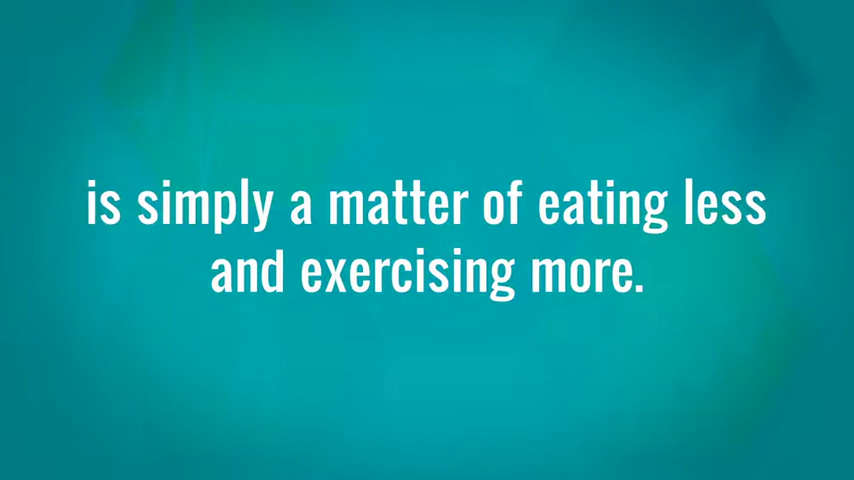 is simply a matter of eating less
and exercising more.